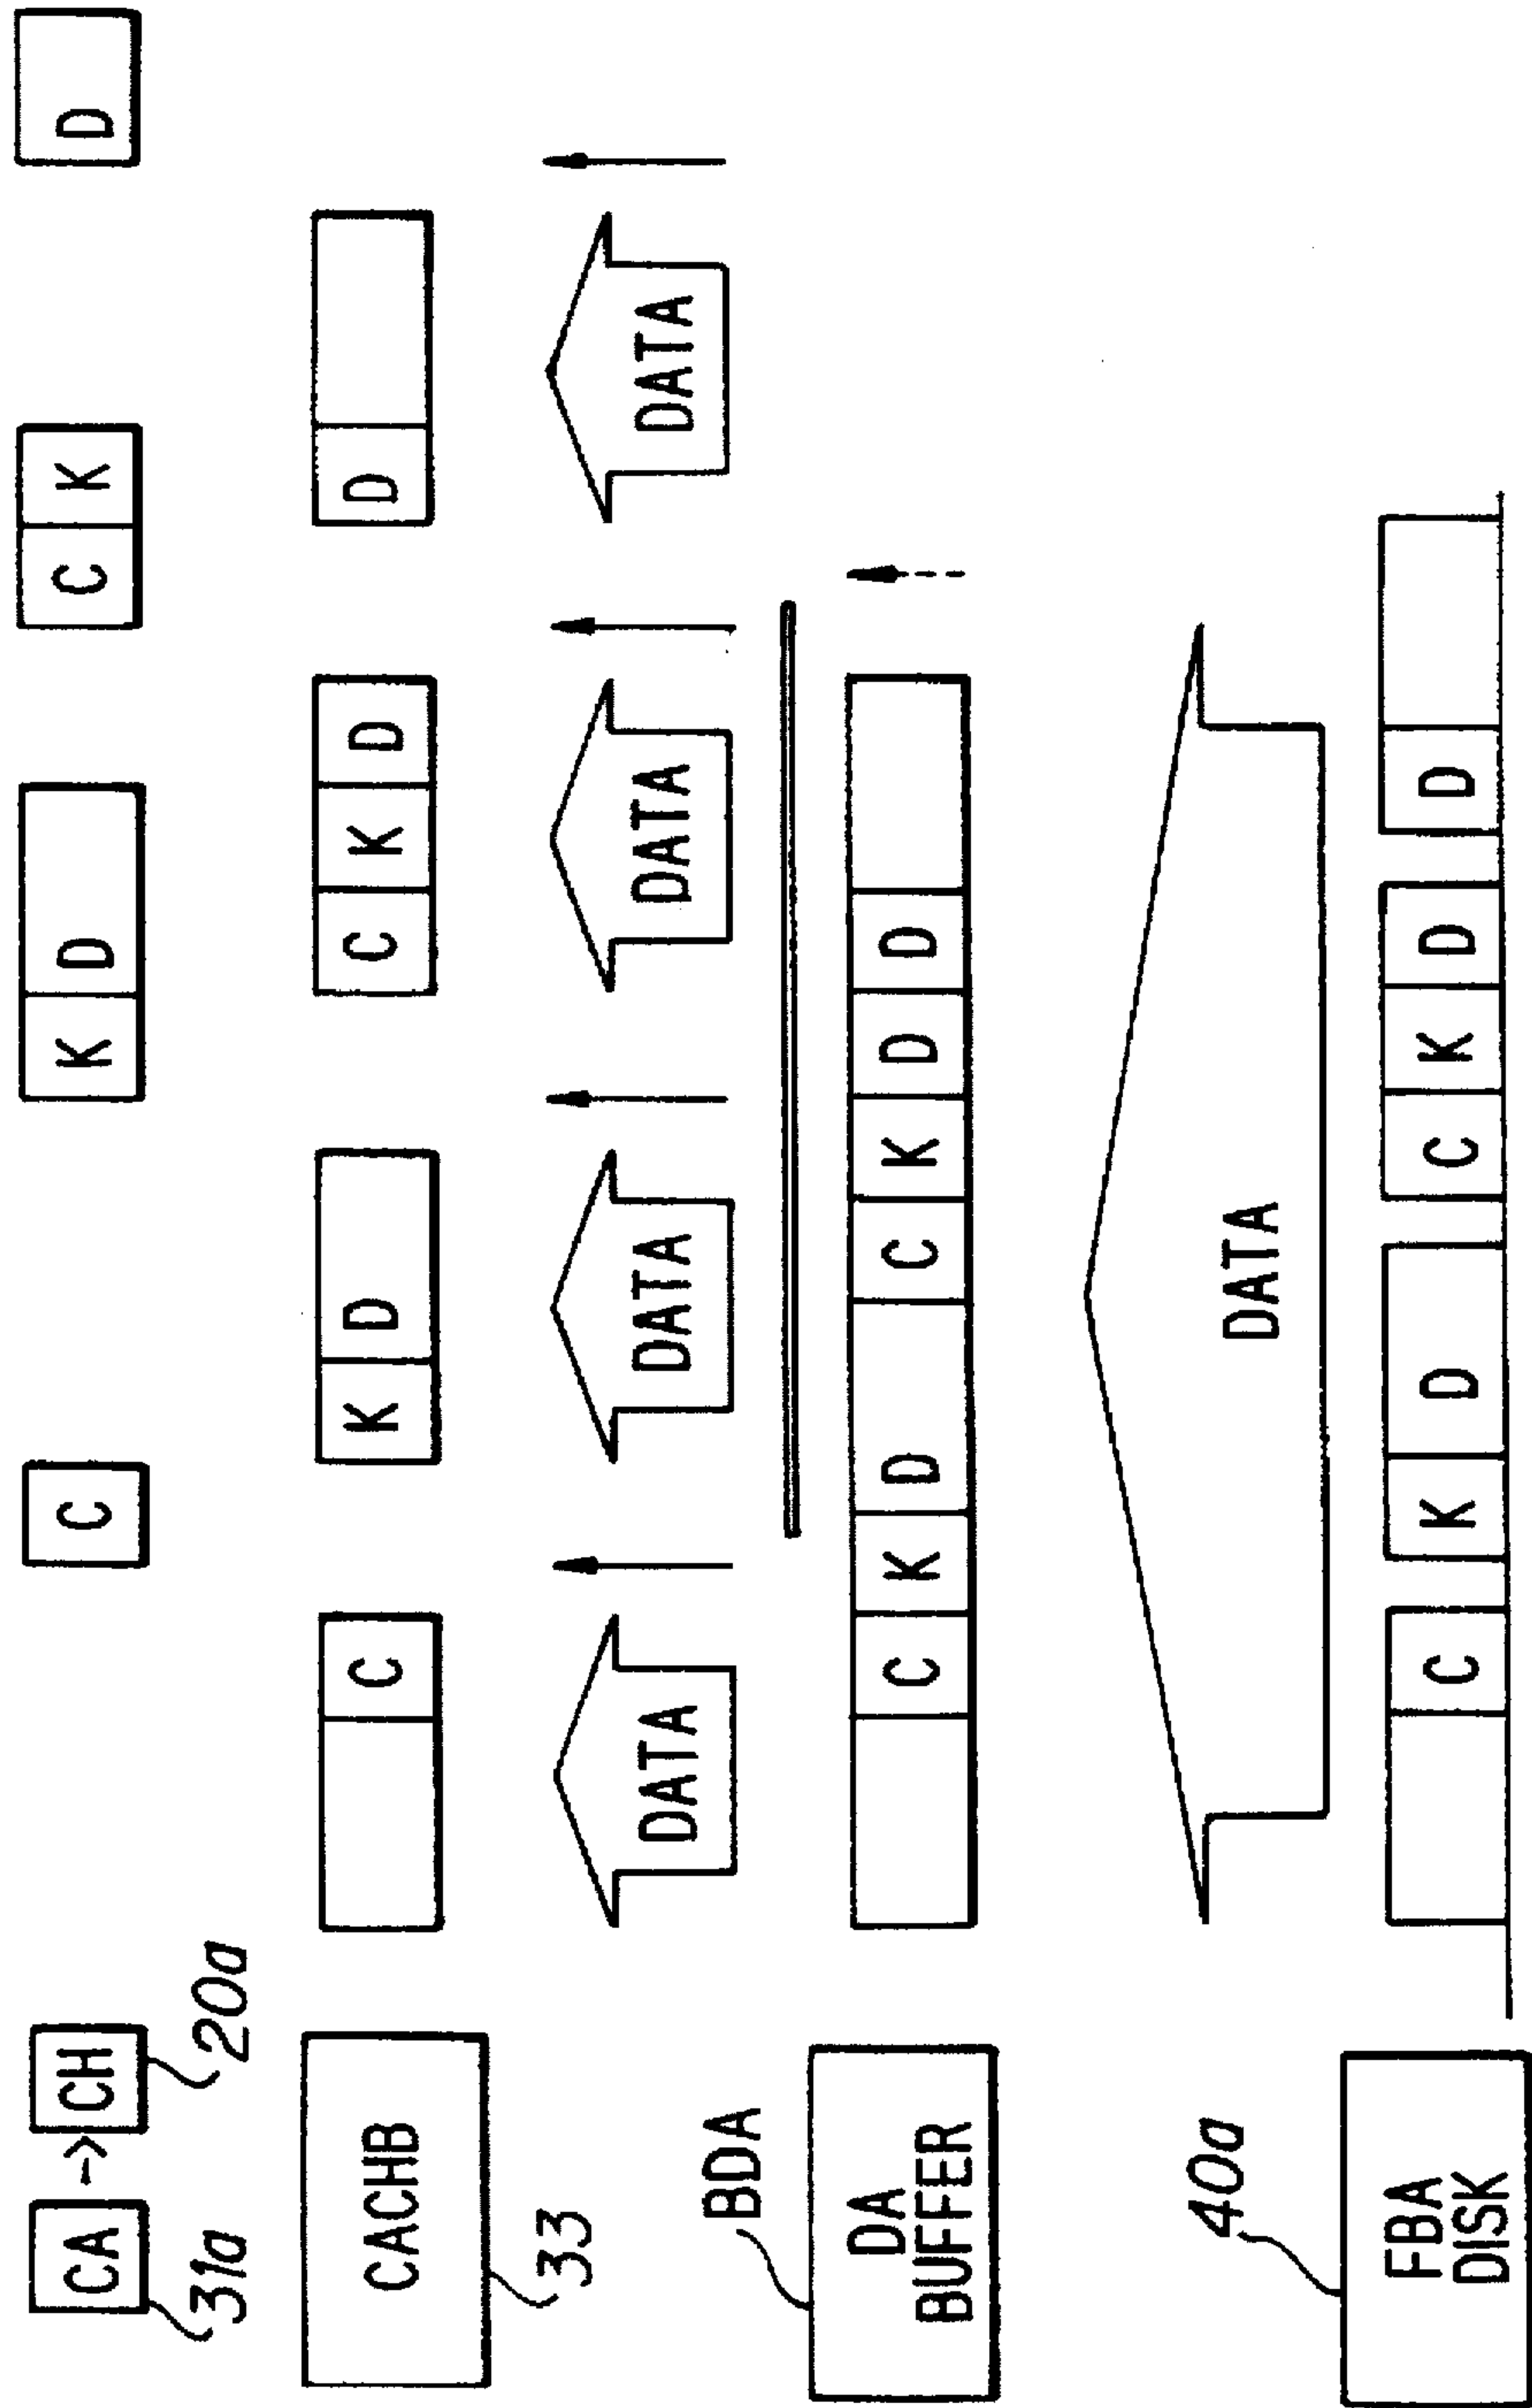 CA -> CH
31a 20a
C
K D
C K
D
CACHB
33
C
K D
C K D
D
DATA
DATA
DATA
DATA
BDA
DA
BUFFER
C K D C K D D
DATA
40a
FBA
DISK
C
K D
C K D
D